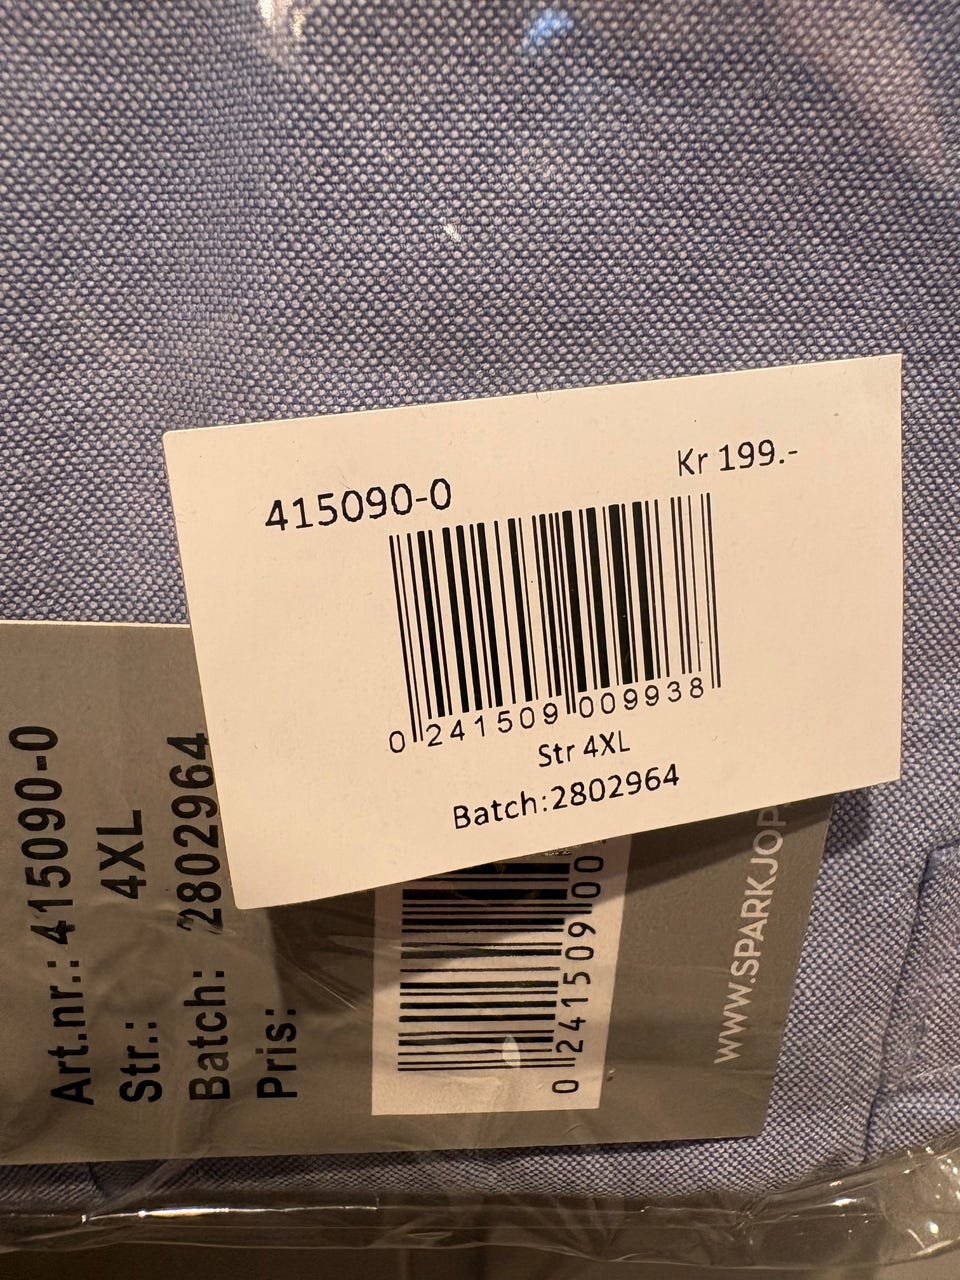 415090-0
Kr 199.-
0 241509 009938
Str 4XL
Batch:2802964
Art.nr.: 415090-0
Str.: 4XL
Batch: 2802964
Pris:
0 241509 00
WWW.SPARKJOP